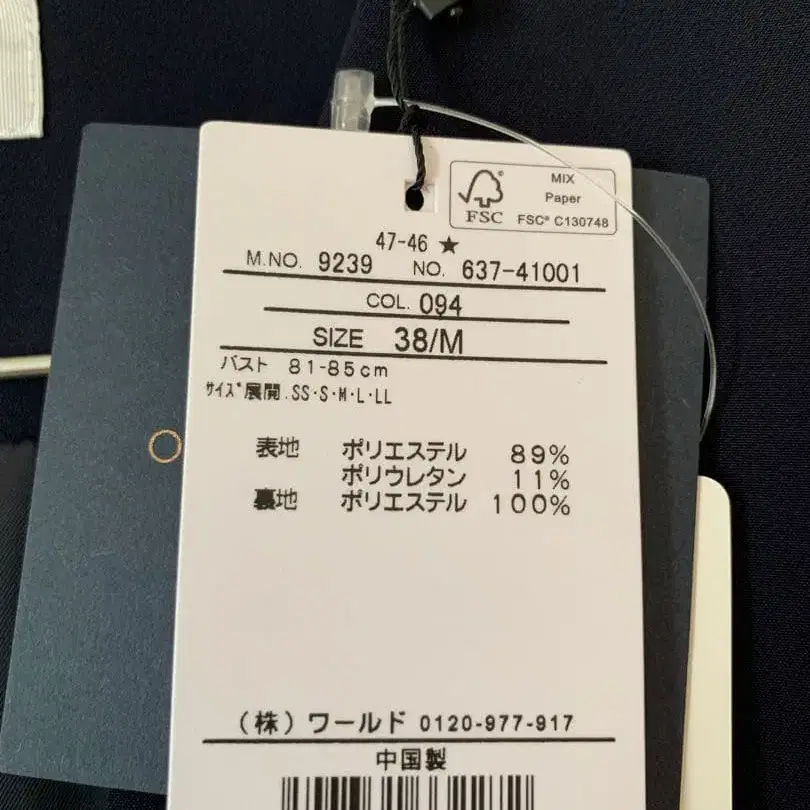 MIX
Paper
FSC
FSC® C130748
47-46 ★
M.NO. 9239 NO. 637-41001
COL. 094
SIZE 38/M
バスト 81-85cm
ｻｲｽﾞ展開.SS･S･M･L･LL
表地 ポリエステル 89%
ポリウレタン 11%
裏地 ポリエステル 100%
(株)ワールド 0120-977-917
中国製